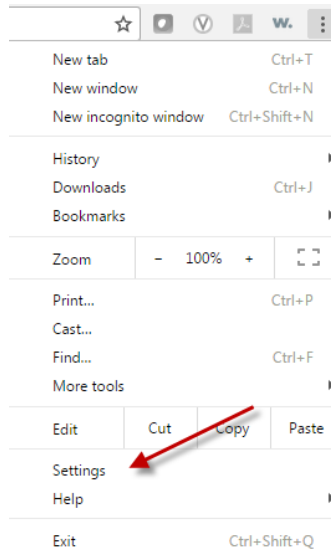 w.
New tab Ctrl+T
New window Ctrl+N
New incognito window Ctrl+Shift+N
History
Downloads Ctrl+J
Bookmarks
Zoom - 100% +
Print... Ctrl+P
Cast...
Find... Ctrl+F
More tools
Edit Cut Copy Paste
Settings
Help
Exit Ctrl+Shift+Q